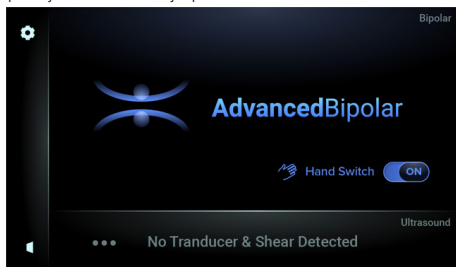 Bipolar
AdvancedBipolar
Hand Switch ON
Ultrasound
No Tranducer & Shear Detected